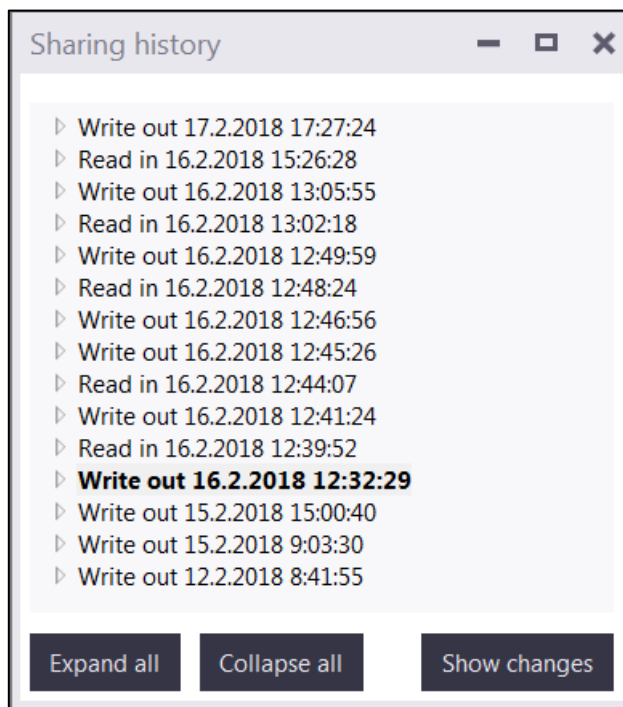 Sharing history
Write out 17.2.2018 17:27:24
Read in 16.2.2018 15:26:28
Write out 16.2.2018 13:05:55
Read in 16.2.2018 13:02:18
Write out 16.2.2018 12:49:59
Read in 16.2.2018 12:48:24
Write out 16.2.2018 12:46:56
Write out 16.2.2018 12:45:26
Read in 16.2.2018 12:44:07
Write out 16.2.2018 12:41:24
Read in 16.2.2018 12:39:52
Write out 16.2.2018 12:32:29
Write out 15.2.2018 15:00:40
Write out 15.2.2018 9:03:30
Write out 12.2.2018 8:41:55
Expand all Collapse all Show changes